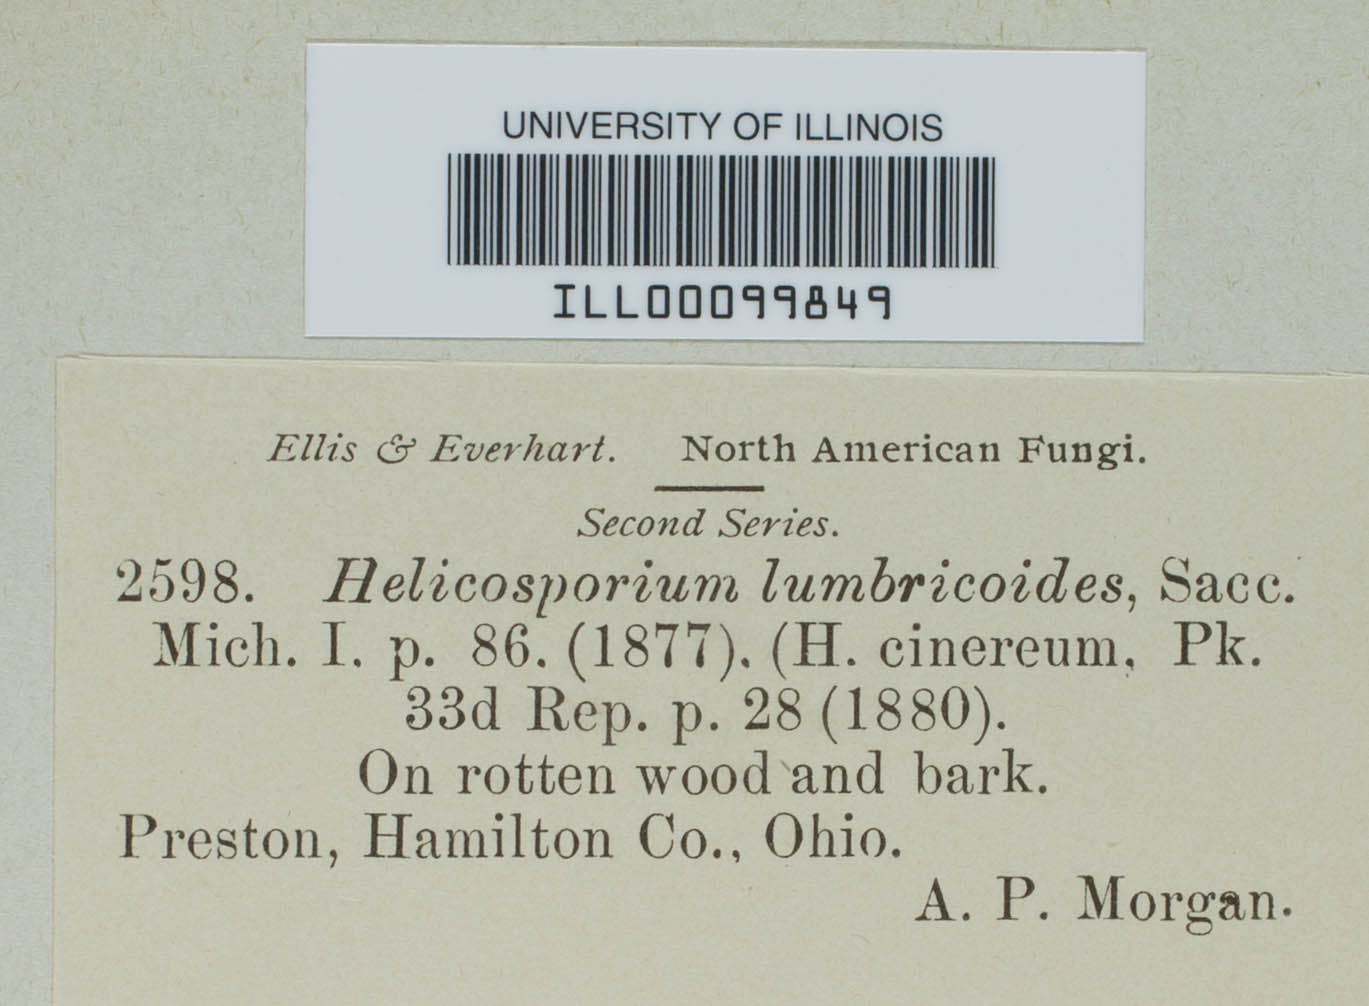 UNIVERSITY OF ILLINOIS
ILL00099849
Ellis & Everhart. North American Fungi.
Second Series.
2598. Helicosporium lumbricoides, Sacc.
Mich. I. p. 86. (1877). (H. cinereum, Pk.
33d Rep. p. 28 (1880).
On rotten wood and bark.
Preston, Hamilton Co., Ohio.
A. P. Morgan.